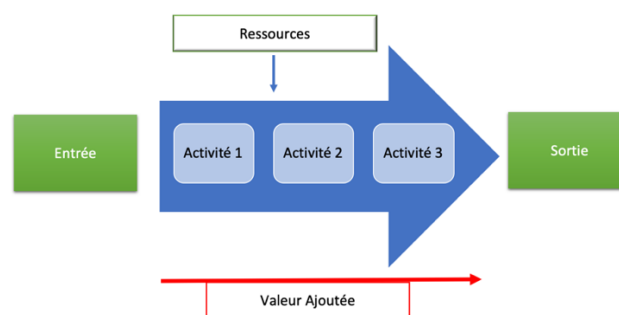 Ressources
Entrée
Activité 1
Activité 2
Activité 3
Sortie
Valeur Ajoutée